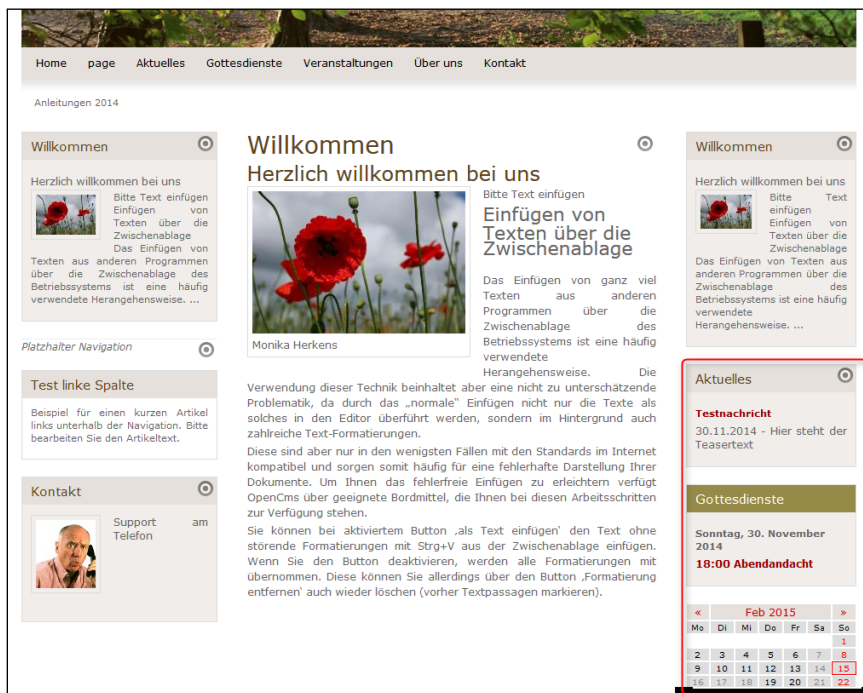 Home page Aktuelles Gottesdienste Veranstaltungen Über uns Kontakt
Anleitungen 2014
Willkommen
Herzlich willkommen bei uns
Bitte Text einfügen
Einfügen von
Texten über die
Zwischenablage
Das Einfügen von
Texten aus anderen Programmen
über die Zwischenablage des
Betriebssystems ist eine häufig
verwendete Herangehensweise. ...
Platzhalter Navigation
Test linke Spalte
Beispiel für einen kurzen Artikel
links unterhalb der Navigation. Bitte
bearbeiten Sie den Artikeltext.
Kontakt
Support am
Telefon
Willkommen
Herzlich willkommen bei uns
Monika Herkens
Bitte Text einfügen
Einfügen von
Texten über die
Zwischenablage
Das Einfügen von ganz viel
Texten aus anderen
Programmen über die
Zwischenablage des
Betriebssystems ist eine häufig
verwendete
Herangehensweise. Die
Verwendung dieser Technik beinhaltet aber eine nicht zu unterschätzende
Problematik, da durch das „normale“ Einfügen nicht nur die Texte als
solches in den Editor überführt werden, sondern im Hintergrund auch
zahlreiche Text-Formatierungen.
Diese sind aber nur in den wenigsten Fällen mit den Standards im Internet
kompatibel und sorgen somit häufig für eine fehlerhafte Darstellung Ihrer
Dokumente. Um Ihnen das fehlerfreie Einfügen zu erleichtern verfügt
OpenCms über geeignete Bordmittel, die Ihnen bei diesen Arbeitsschritten
zur Verfügung stehen.
Sie können bei aktiviertem Button ‚als Text einfügen‘ den Text ohne
störende Formatierungen mit Strg+V aus der Zwischenablage einfügen.
Wenn Sie den Button deaktivieren, werden alle Formatierungen mit
übernommen. Diese können Sie allerdings über den Button ‚Formatierung
entfernen‘ auch wieder löschen (vorher Textpassagen markieren).
Willkommen
Herzlich willkommen bei uns
Bitte Text
einfügen
Einfügen von
Texten über die
Zwischenablage
Das Einfügen von Texten aus
anderen Programmen über die
Zwischenablage des
Betriebssystems ist eine häufig
verwendete
Herangehensweise. ...
Aktuelles
Testnachricht
30.11.2014 - Hier steht der
Teasertext
Gottesdienste
Sonntag, 30. November
2014
18:00 Abendandacht
« Feb 2015 »
Mo Di Mi Do Fr Sa So
1
2 3 4 5 6 7 8
9 10 11 12 13 14 15
16 17 18 19 20 21 22